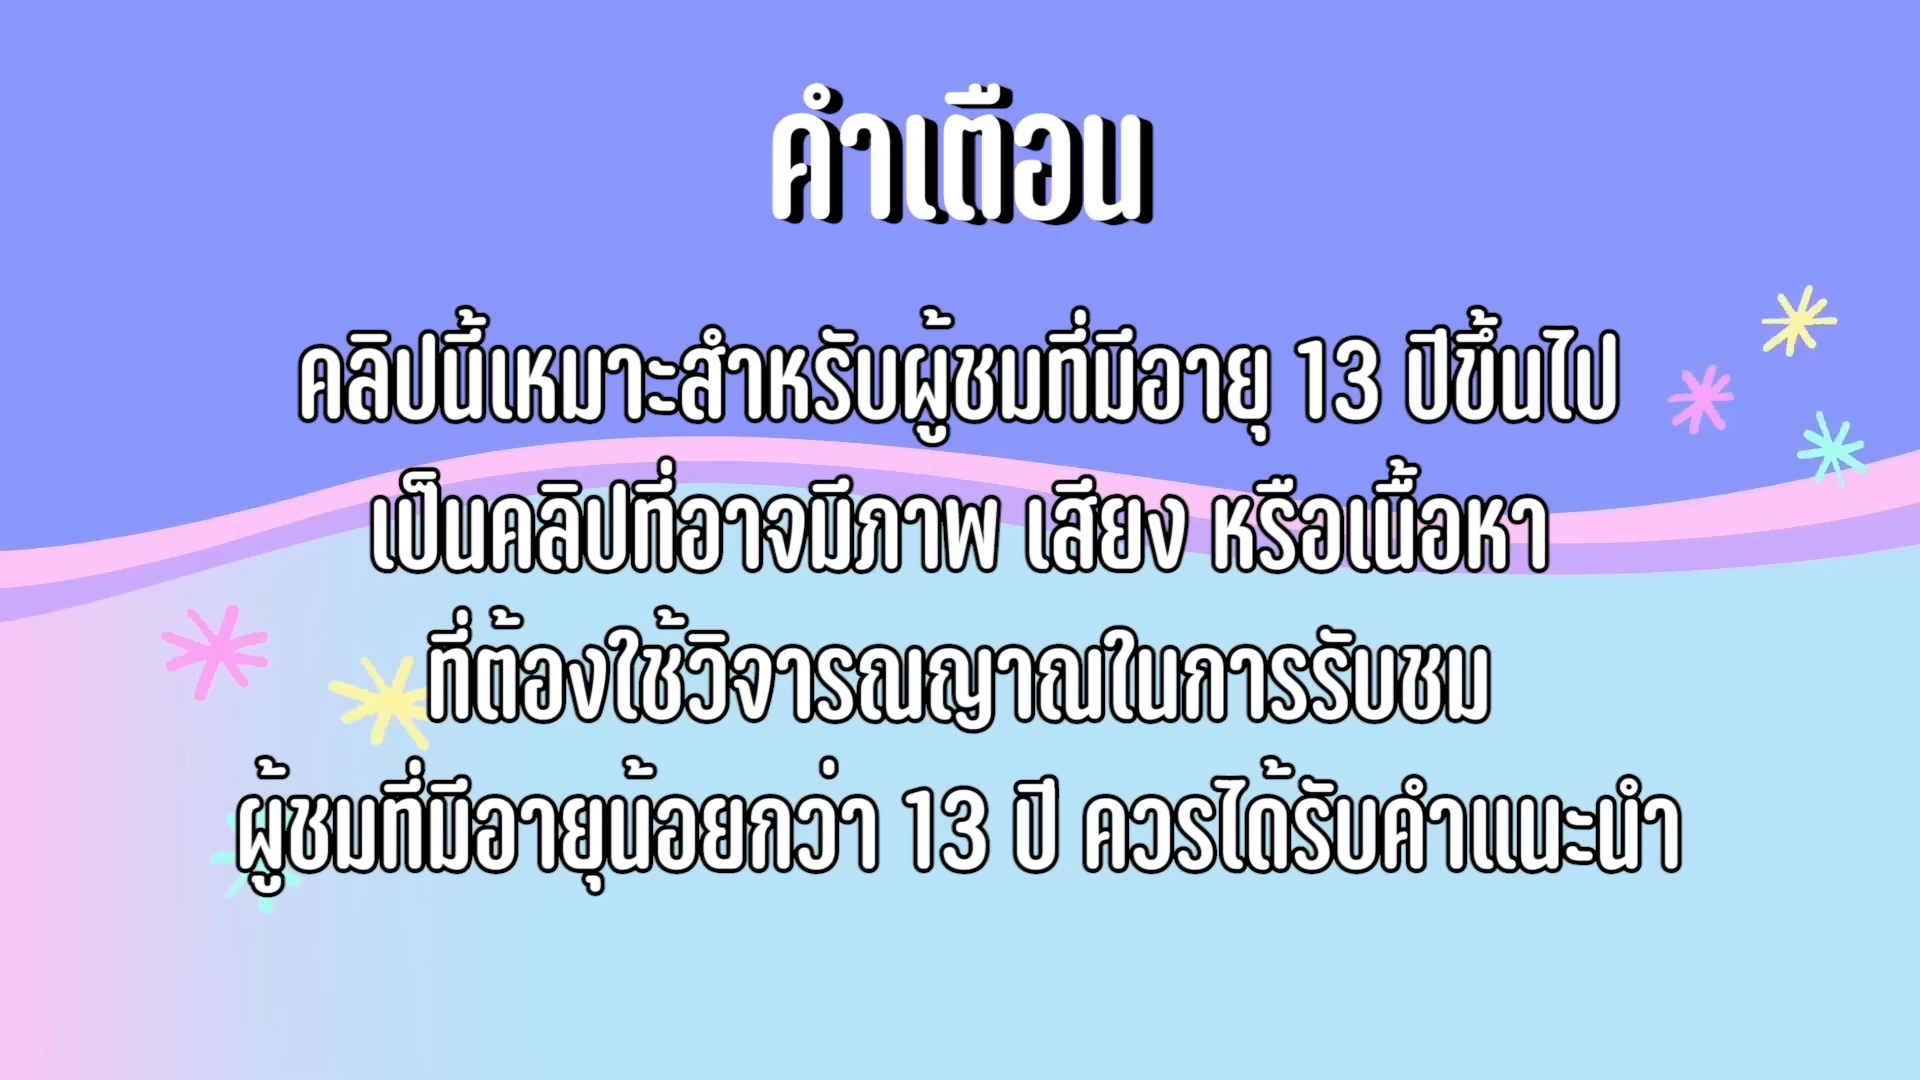 คำเตือน
คลิปนี้เหมาะสำหรับผู้ชมที่มีอายุ 13 ปีขึ้นไป
เป็นคลิปที่อาจมีภาพ เสียง หรือเนื้อหา
ที่ต้องใช้วิจารณญาณในการรับชม
ผู้ชมที่มีอายุน้อยกว่า 13 ปี ควรได้รับคำแนะนำ